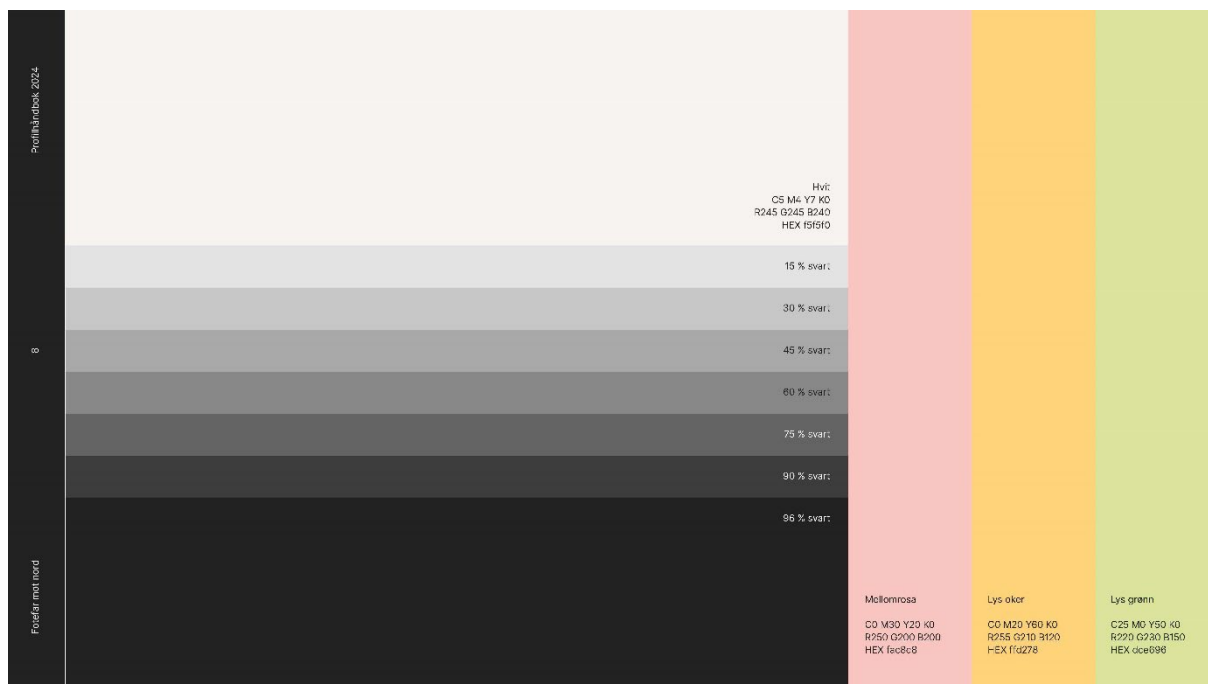 Profilhåndbok 2024
8
Fotefar mot nord
Hvit
C5 M4 Y7 K0
R245 G245 B240
HEX f5f5f0
15 % svart
30 % svart
45 % svart
60 % svart
75 % svart
90 % svart
96 % svart
Mellomrosa
C0 M30 Y20 K0
R250 G200 B200
HEX fac8c8
Lys oker
C0 M20 Y60 K0
R255 G210 B120
HEX ffd278
Lys grønn
C25 M0 Y50 K0
R220 G230 B150
HEX dce696